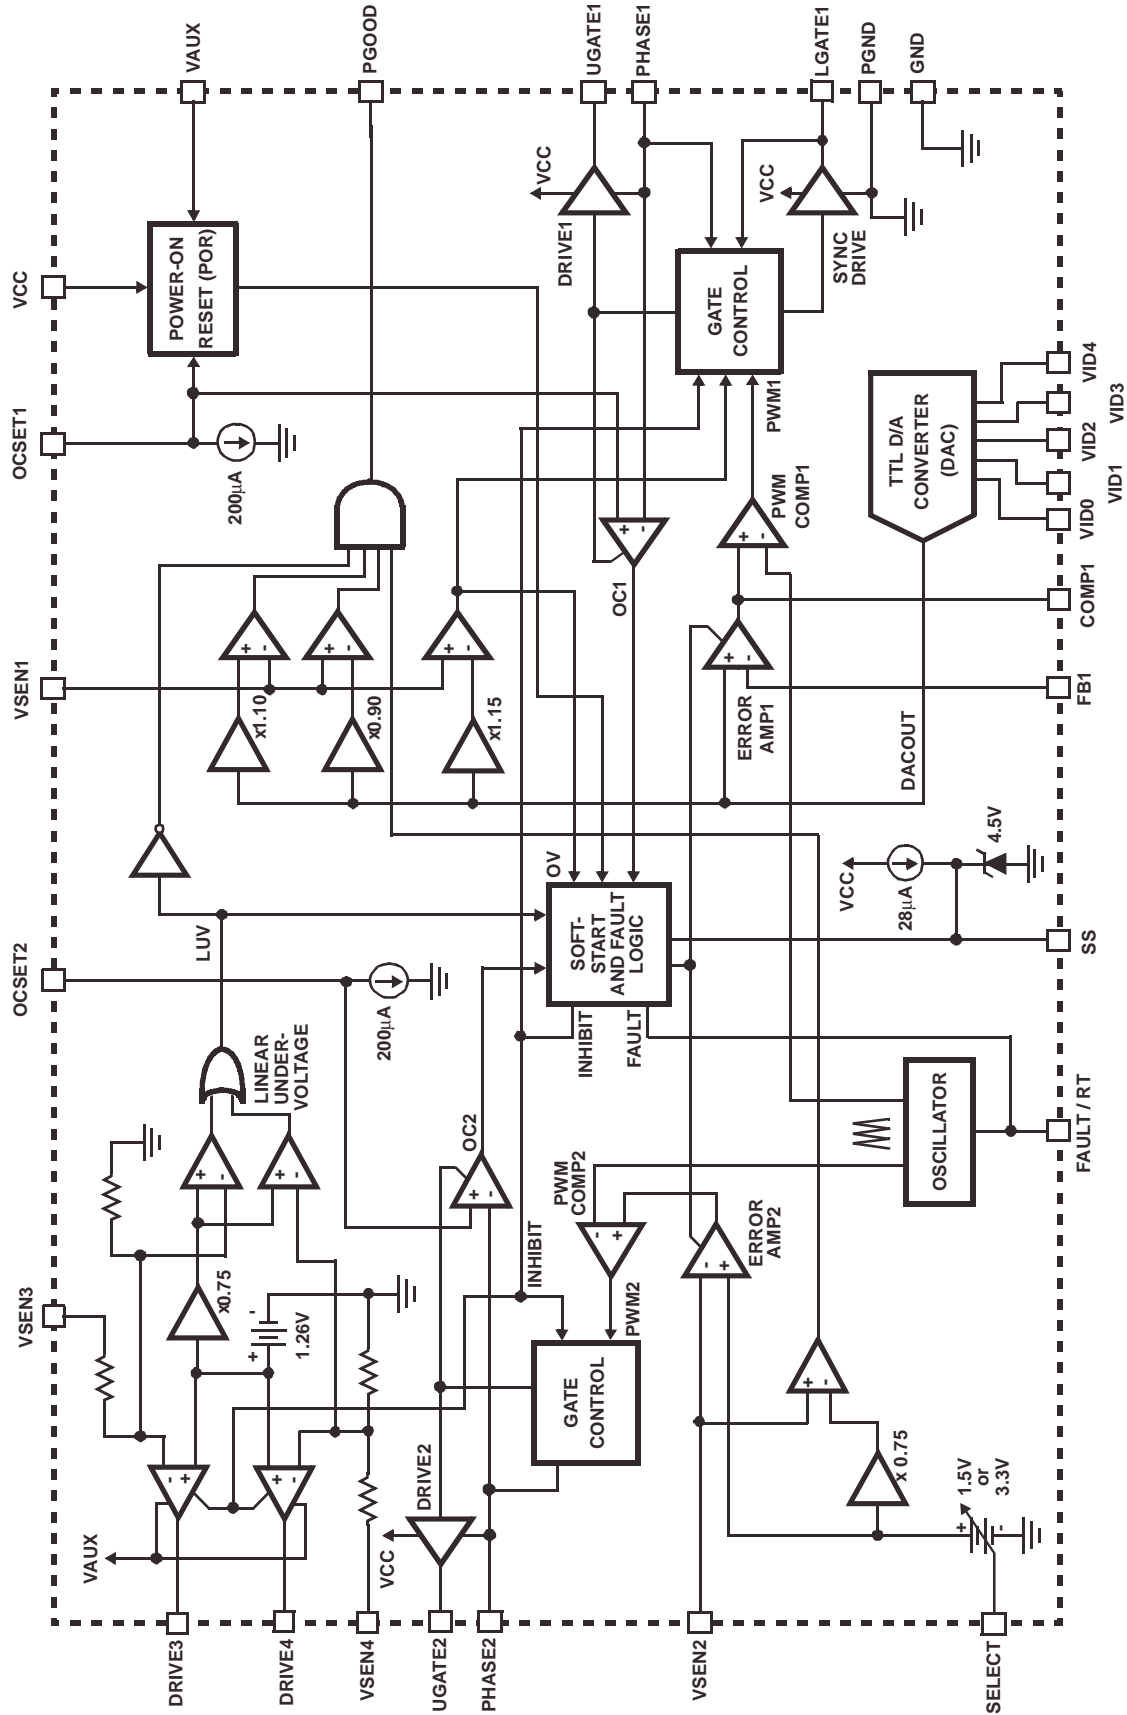 VSEN3
OCSET2
VSEN1
OCSET1
VCC
VAUX
PGOOD
UGATE1
PHASE1
LGATE1
PGND
GND
POWER-ON
RESET (POR)
200µA
LUV
LINEAR
UNDER-
VOLTAGE
+
-
+
-
x0.75
+
-
1.26V
-
+
+
-
VAUX
+
-
+
-
+
-
x1.10
x0.90
x1.15
200µA
OC2
+
-
OV
SOFT-
START
AND FAULT
LOGIC
INHIBIT
FAULT
OC1
+
-
DRIVE1
VCC
VCC
SYNC
DRIVE
GATE
CONTROL
PWM1
PWM
COMP1
+
-
ERROR
AMP1
+
-
TTL D/A
CONVERTER
(DAC)
DACOUT
DRIVE2
VCC
INHIBIT
GATE
CONTROL
PWM2
PWM
COMP2
-
+
ERROR
AMP2
-
+
+
-
x 0.75
1.5V
or
3.3V
+
-
OSCILLATOR
VCC
28µA
4.5V
DRIVE3
DRIVE4
VSEN4
UGATE2
PHASE2
VSEN2
SELECT
FAULT / RT
SS
FB1
COMP1
VID0
VID1
VID2
VID3
VID4